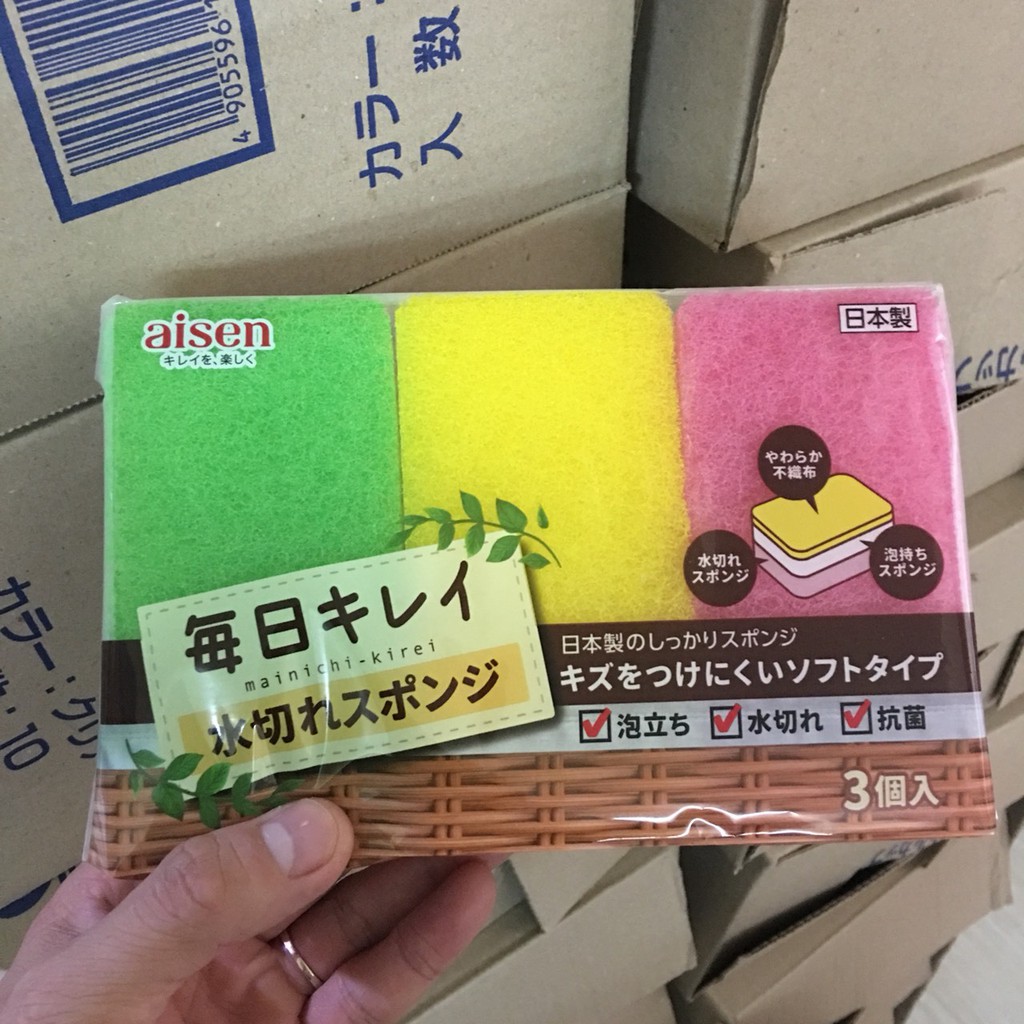 4 905596 1
カラー：
入 数
aisen
キレイを、楽しく
日本製
やわらか
不織布
水切れ
スポンジ
泡持ち
スポンジ
毎日キレイ
mainichi-kirei
水切れスポンジ
日本製のしっかりスポンジ
キズをつけにくいソフトタイプ
泡立ち 水切れ 抗菌
3個入
カラー：クリ
10